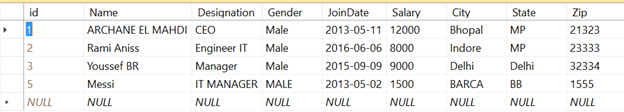 id Name Designation Gender JoinDate Salary City State Zip
1 ARCHANE EL MAHDI CEO Male 2013-05-11 12000 Bhopal MP 21323
2 Rami Aniss Engineer IT Male 2016-06-06 8000 Indore MP 23333
3 Youssef BR Manager Male 2015-09-09 9000 Delhi Delhi 32334
5 Messi IT MANAGER MALE 2013-05-02 1500 BARCA BB 1555
NULL NULL NULL NULL NULL NULL NULL NULL NULL